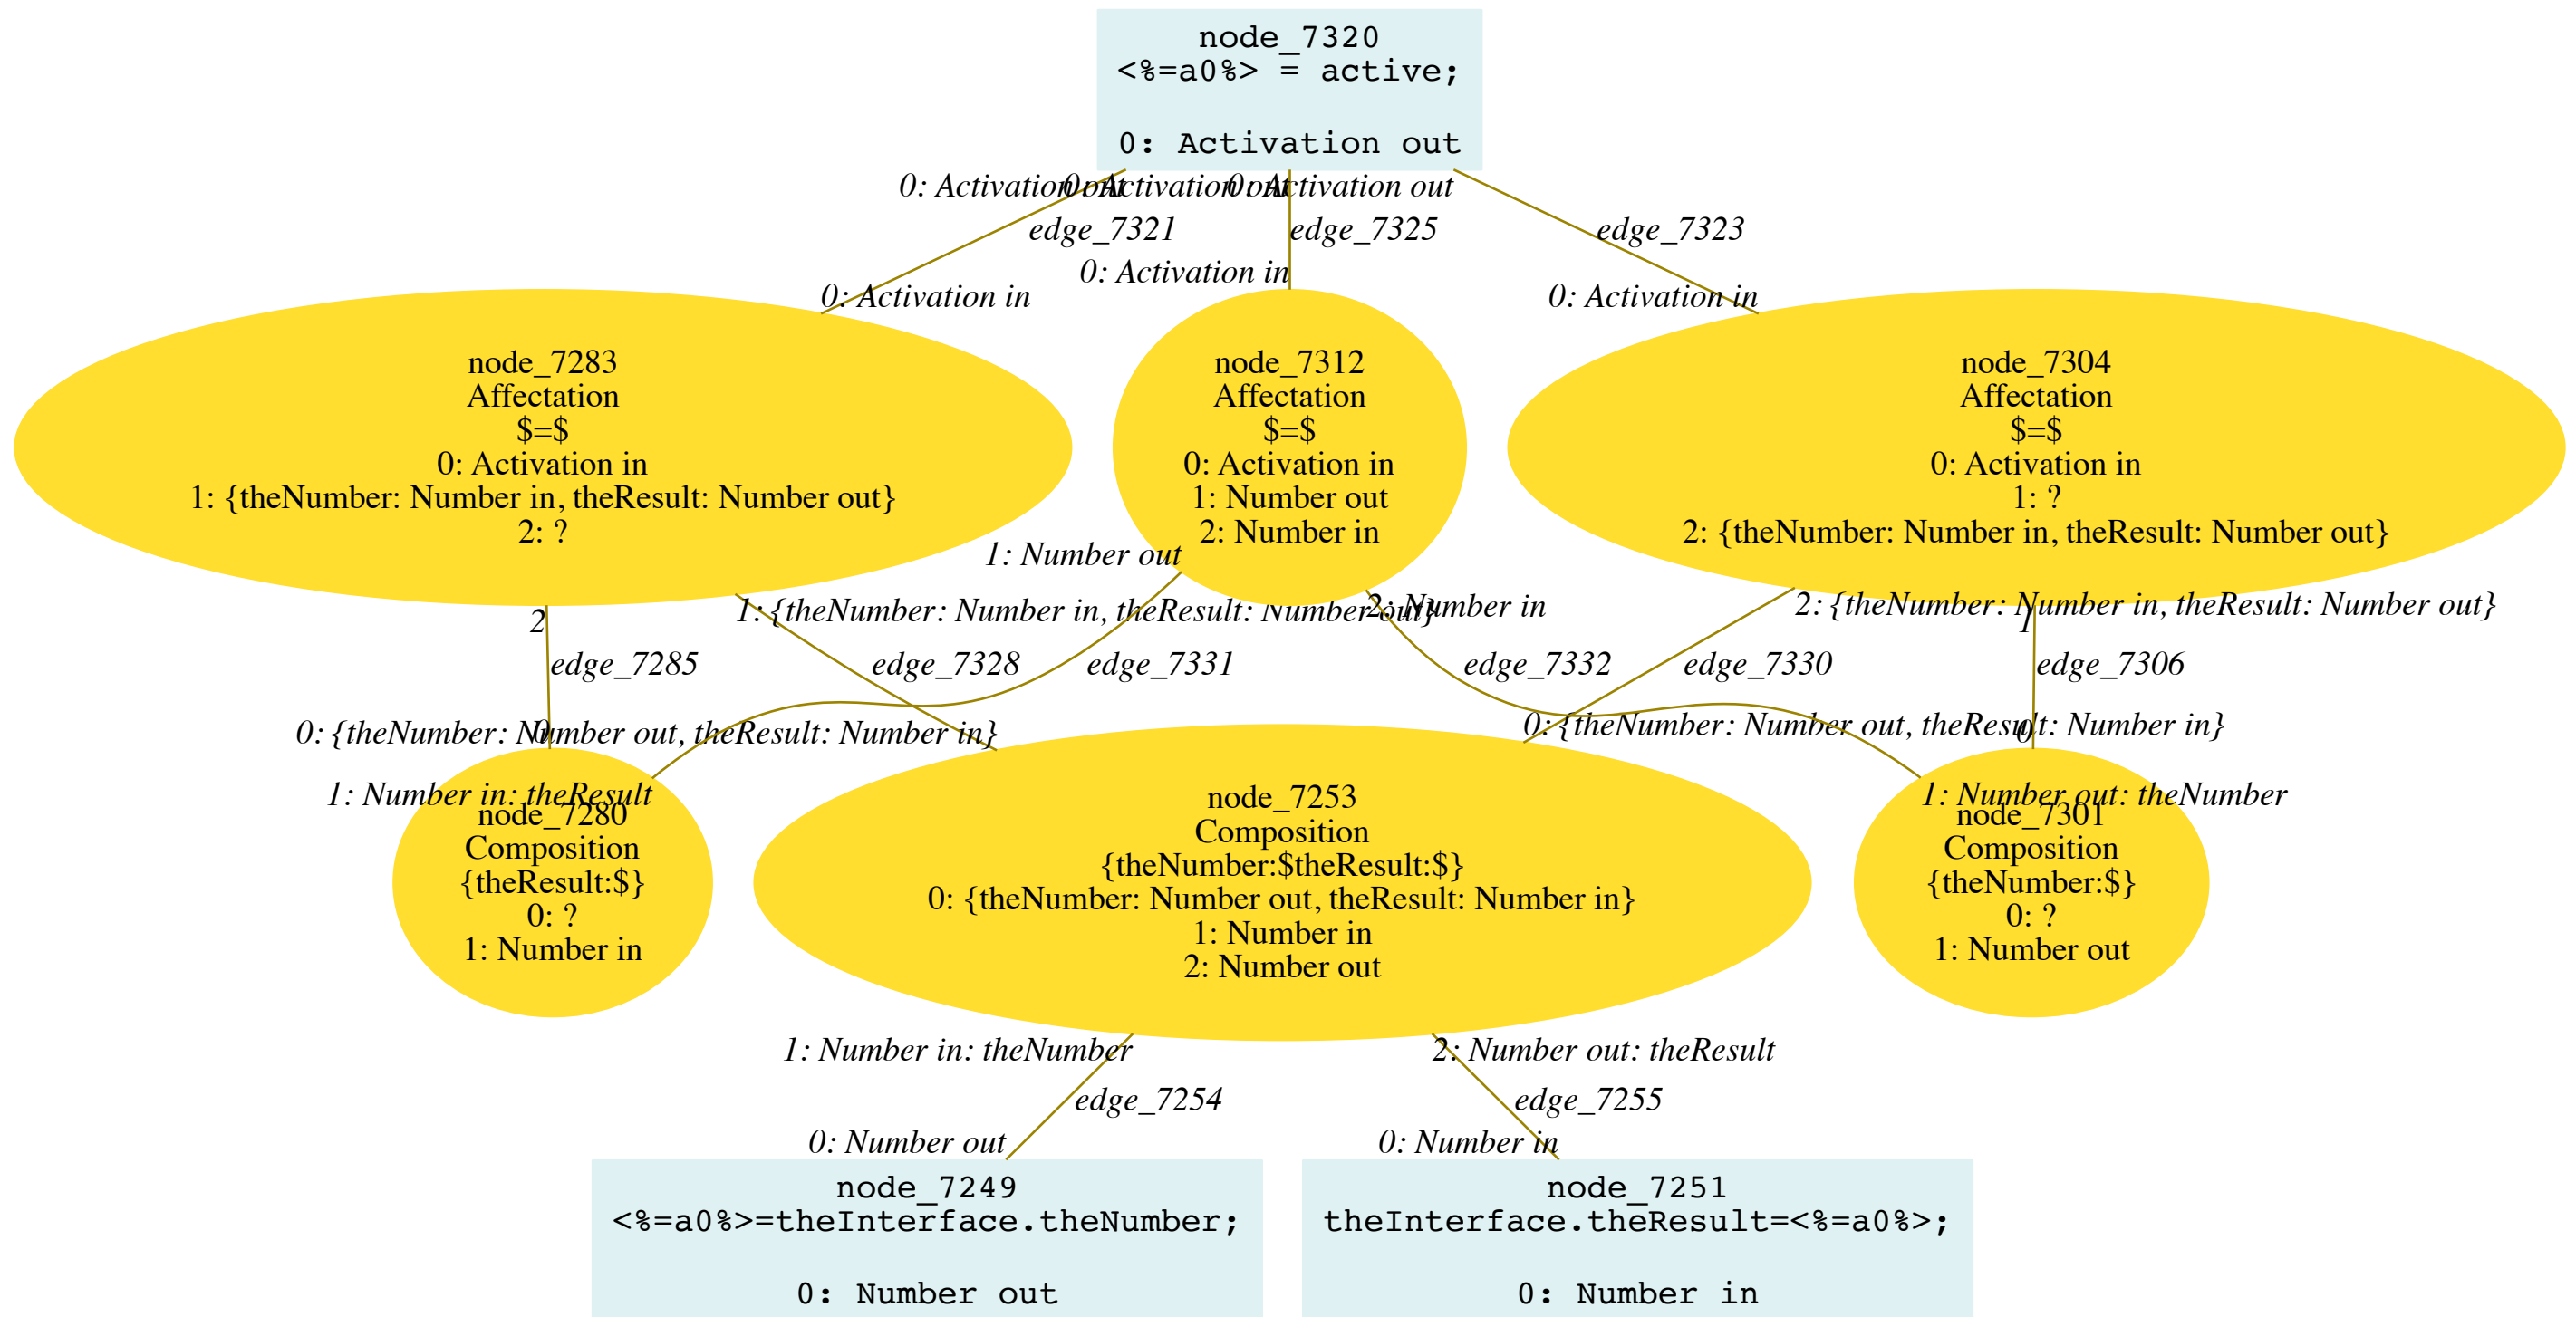 node_7320
<%=a0%> = active;
0: Activation out
0: Activation out
0: Activation out
0: Activation out
edge_7321
edge_7325
edge_7323
0: Activation in
0: Activation in
0: Activation in
node_7283
Affectation
$=$
0: Activation in
1: {theNumber: Number in, theResult: Number out}
2: ?
node_7312
Affectation
$=$
0: Activation in
1: Number out
2: Number in
node_7304
Affectation
$=$
0: Activation in
1: ?
2: {theNumber: Number in, theResult: Number out}
1: Number out
2
1: {theNumber: Number in, theResult: Number out}
2: Number in
2: {theNumber: Number in, theResult: Number out}
1
edge_7285
edge_7328
edge_7331
edge_7332
edge_7330
edge_7306
0: {theNumber: Number out, theResult: Number in}
0
0: {theNumber: Number out, theResult: Number in}
0
1: Number in: theResult
1: Number out: theNumber
node_7280
Composition
{theResult:$}
0: ?
1: Number in
node_7253
Composition
{theNumber:$theResult:$}
0: {theNumber: Number out, theResult: Number in}
1: Number in
2: Number out
node_7301
Composition
{theNumber:$}
0: ?
1: Number out
1: Number in: theNumber
2: Number out: theResult
edge_7254
edge_7255
0: Number out
0: Number in
node_7249
<%=a0%>=theInterface.theNumber;
0: Number out
node_7251
theInterface.theResult=<%=a0%>;
0: Number in